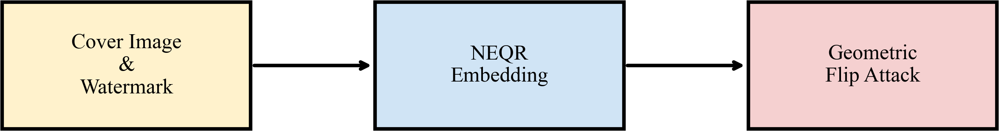 Cover Image
&
Watermark
NEQR
Embedding
Geometric
Flip Attack